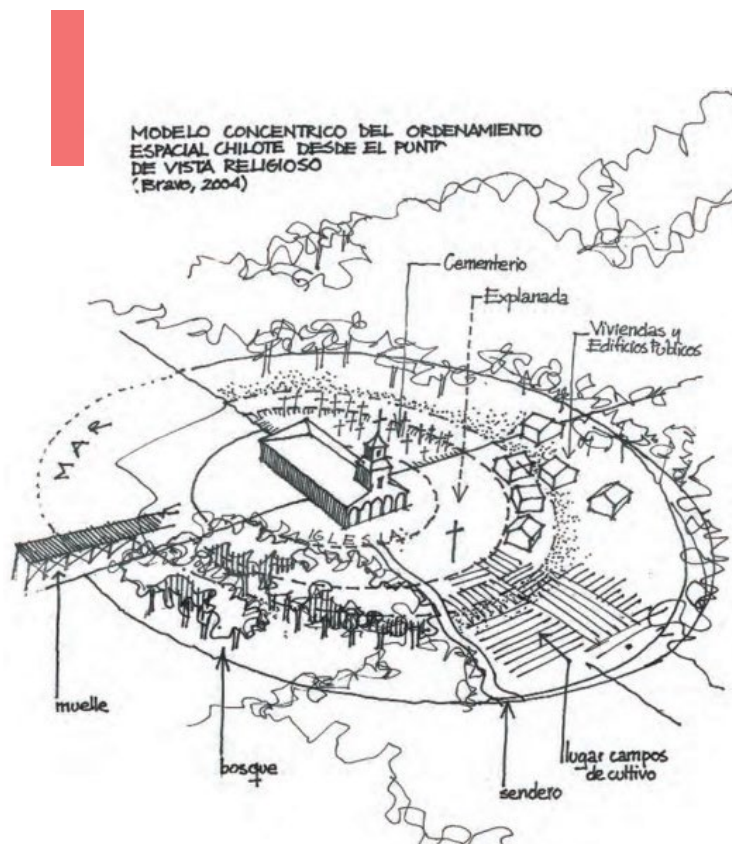 MODELO CONCENTRICO DEL ORDENAMIENTO
ESPACIAL CHILOTE DESDE EL PUNTO
DE VISTA RELIGIOSO
(Bravo, 2004)
Cementerio
Explanada
Viviendas y
Edificios Publicos
MAR
IGLESIA
muelle
bosque
sendero
lugar campos
de cultivo